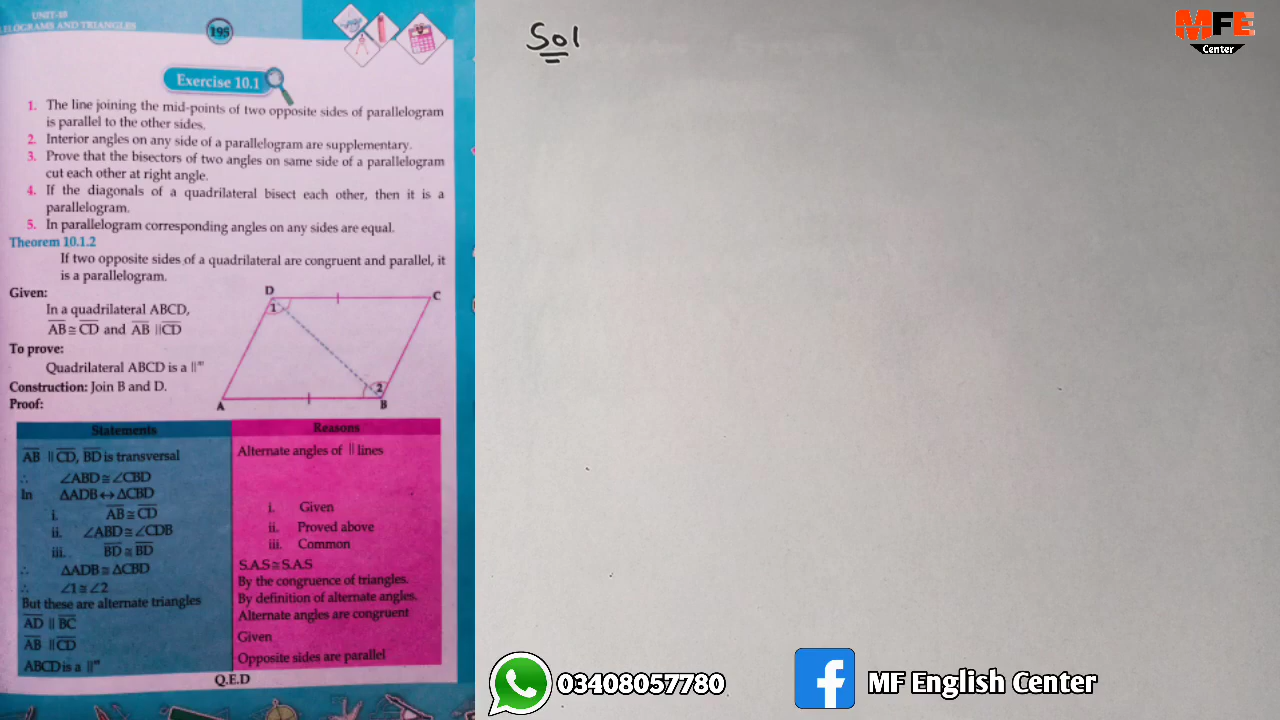 UNIT-10
195
Exercise 10.1
1. The line joining the mid-points of two opposite sides of parallelogram
is parallel to the other sides.
2. Interior angles on any side of a parallelogram are supplementary.
3. Prove that the bisectors of two angles on same side of a parallelogram
cut each other at right angle.
4. If the diagonals of a quadrilateral bisect each other, then it is a
parallelogram.
5. In parallelogram corresponding angles on any sides are equal.
Theorem 10.1.2
If two opposite sides of a quadrilateral are congruent and parallel, it
is a parallelogram.
Given:
In a quadrilateral ABCD,
AB ≅ CD and AB ||CD
To prove:
Quadrilateral ABCD is a ||ᵐ
Construction: Join B and D.
Proof:
D
C
1
2
A
B
Statements
AB || CD, BD is transversal
∴ ∠ABD ≅ ∠CBD
In ΔADB ↔ ΔCBD
i. AB ≅ CD
ii. ∠ABD ≅ ∠CDB
iii. BD ≅ BD
∴ ΔADB ≅ ΔCBD
∴ ∠1 ≅ ∠2
But these are alternate triangles
AD || BC
AB || CD
ABCD is a ||ᵐ
Reasons
Alternate angles of || lines
i. Given
ii. Proved above
iii. Common
S.A.S ≅ S.A.S
By the congruence of triangles.
By definition of alternate angles.
Alternate angles are congruent
Given
Opposite sides are parallel
Q.E.D
Sol
MFE
Center
03408057780
MF English Center